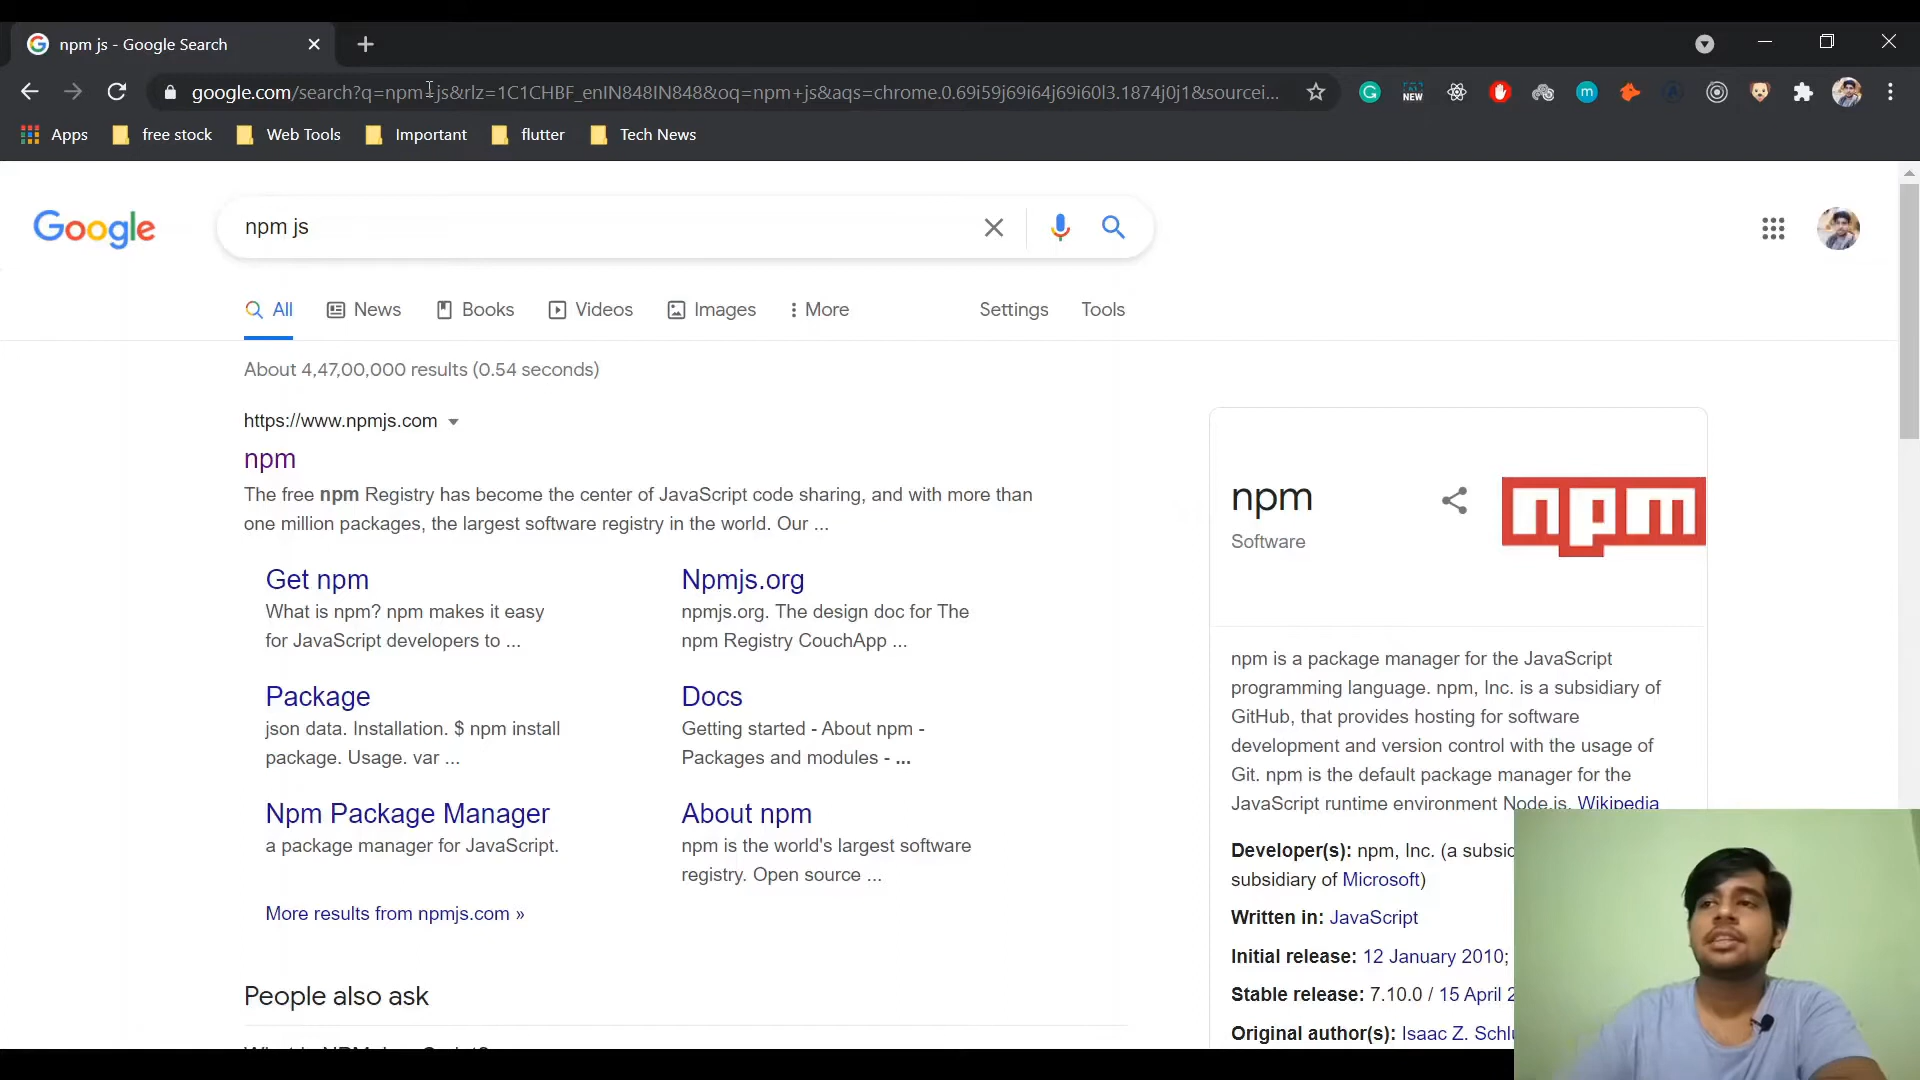 npm js - Google Search
google.com/search?q=npm+js&rlz=1C1CHBF_enIN848IN848&oq=npm+js&aqs=chrome.0.69i59j69i64j69i60l3.1874j0j1&sourcei...
NEW
m
Apps
free stock
Web Tools
Important
flutter
Tech News
Google
npm js
All
News
Books
Videos
Images
More
Settings
Tools
About 4,47,00,000 results (0.54 seconds)
https://www.npmjs.com
npm
The free npm Registry has become the center of JavaScript code sharing, and with more than
one million packages, the largest software registry in the world. Our ...
Get npm
What is npm? npm makes it easy
for JavaScript developers to ...
Npmjs.org
npmjs.org. The design doc for The
npm Registry CouchApp ...
Package
json data. Installation. $ npm install
package. Usage. var ...
Docs
Getting started - About npm -
Packages and modules - ...
Npm Package Manager
a package manager for JavaScript.
About npm
npm is the world's largest software
registry. Open source ...
More results from npmjs.com »
People also ask
npm
Software
npm
npm is a package manager for the JavaScript
programming language. npm, Inc. is a subsidiary of
GitHub, that provides hosting for software
development and version control with the usage of
Git. npm is the default package manager for the
JavaScript runtime environment Node.js. Wikipedia
Developer(s): npm, Inc. (a subsid
subsidiary of Microsoft)
Written in: JavaScript
Initial release: 12 January 2010;
Stable release: 7.10.0 / 15 April 2
Original author(s): Isaac Z. Schlu